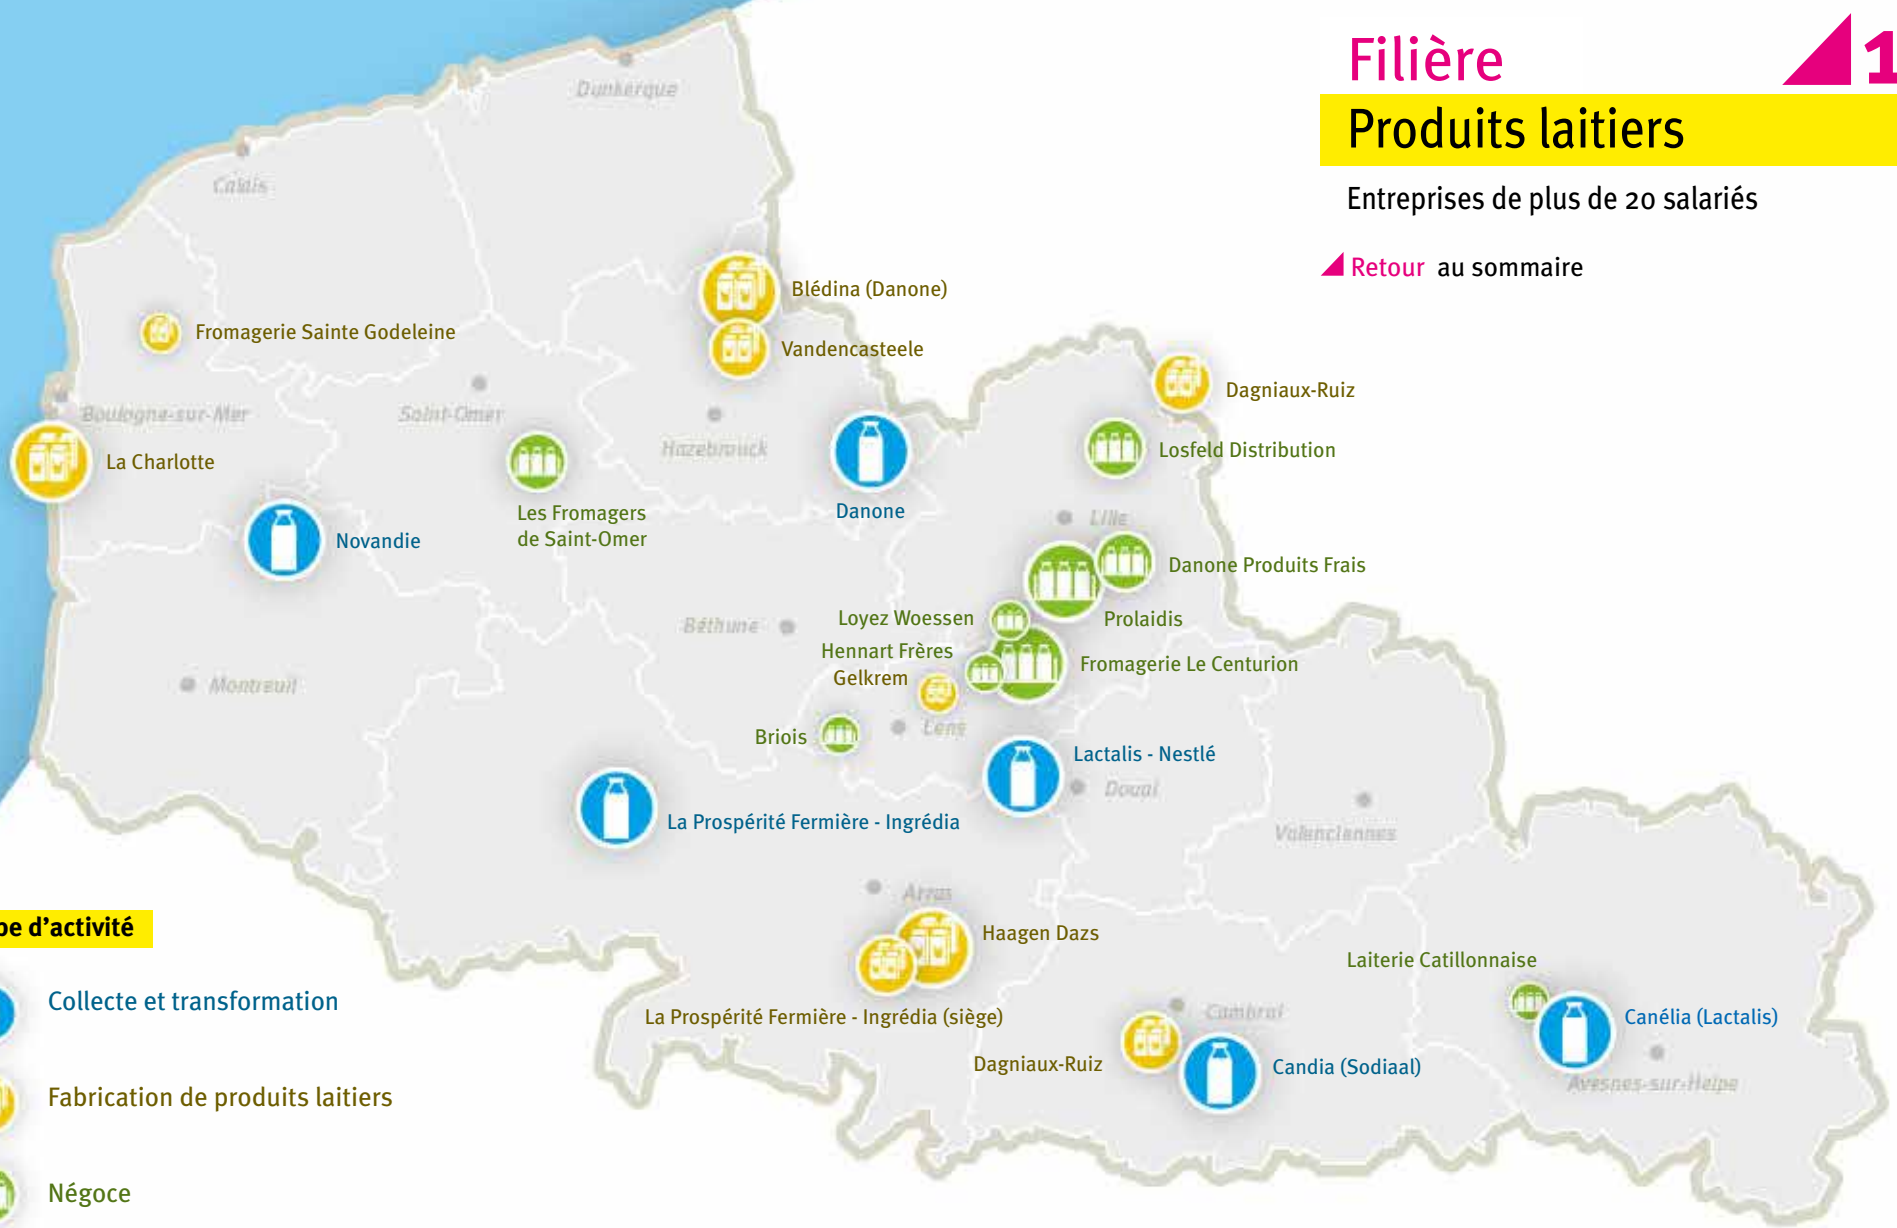 Filière
1
Produits laitiers
Entreprises de plus de 20 salariés
Retour au sommaire
Dunkerque
Calais
Blédina (Danone)
Fromagerie Sainte Godeleine
Vandencasteele
Dagniaux-Ruiz
Boulogne-sur-Mer
Saint-Omer
Hazebrouck
Losfeld Distribution
La Charlotte
Les Fromagers
de Saint-Omer
Danone
Lille
Novandie
Danone Produits Frais
Loyez Woessen
Prolaidis
Béthune
Hennart Frères
Fromagerie Le Centurion
Gelkrem
Montreuil
Lens
Briois
Lactalis - Nestlé
Douai
La Prospérité Fermière - Ingrédia
Valenciennes
Arras
Haagen Dazs
Laiterie Catillonnaise
La Prospérité Fermière - Ingrédia (siège)
Cambrai
Canélia (Lactalis)
Dagniaux-Ruiz
Candia (Sodiaal)
Avesnes-sur-Helpe
pe d’activité
Collecte et transformation
Fabrication de produits laitiers
Négoce